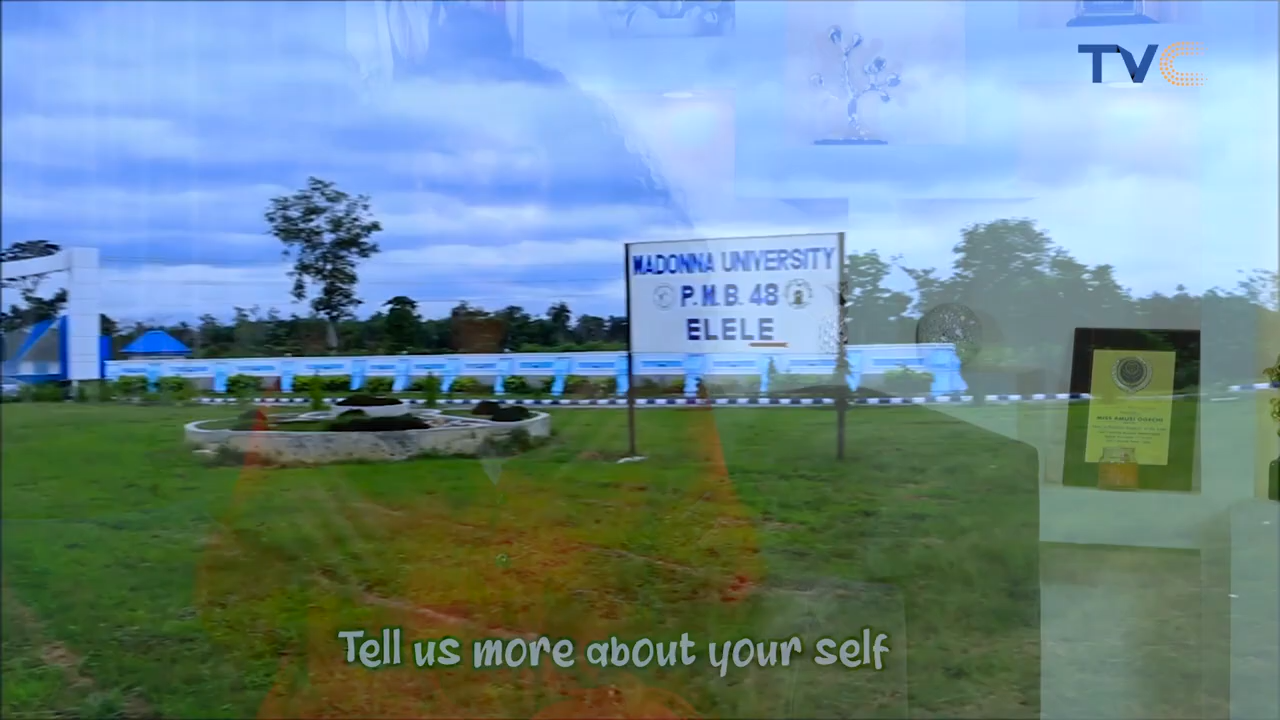 TVC
MADONNA UNIVERSITY
P.M.B. 48
ELELE
Tell us more about your self